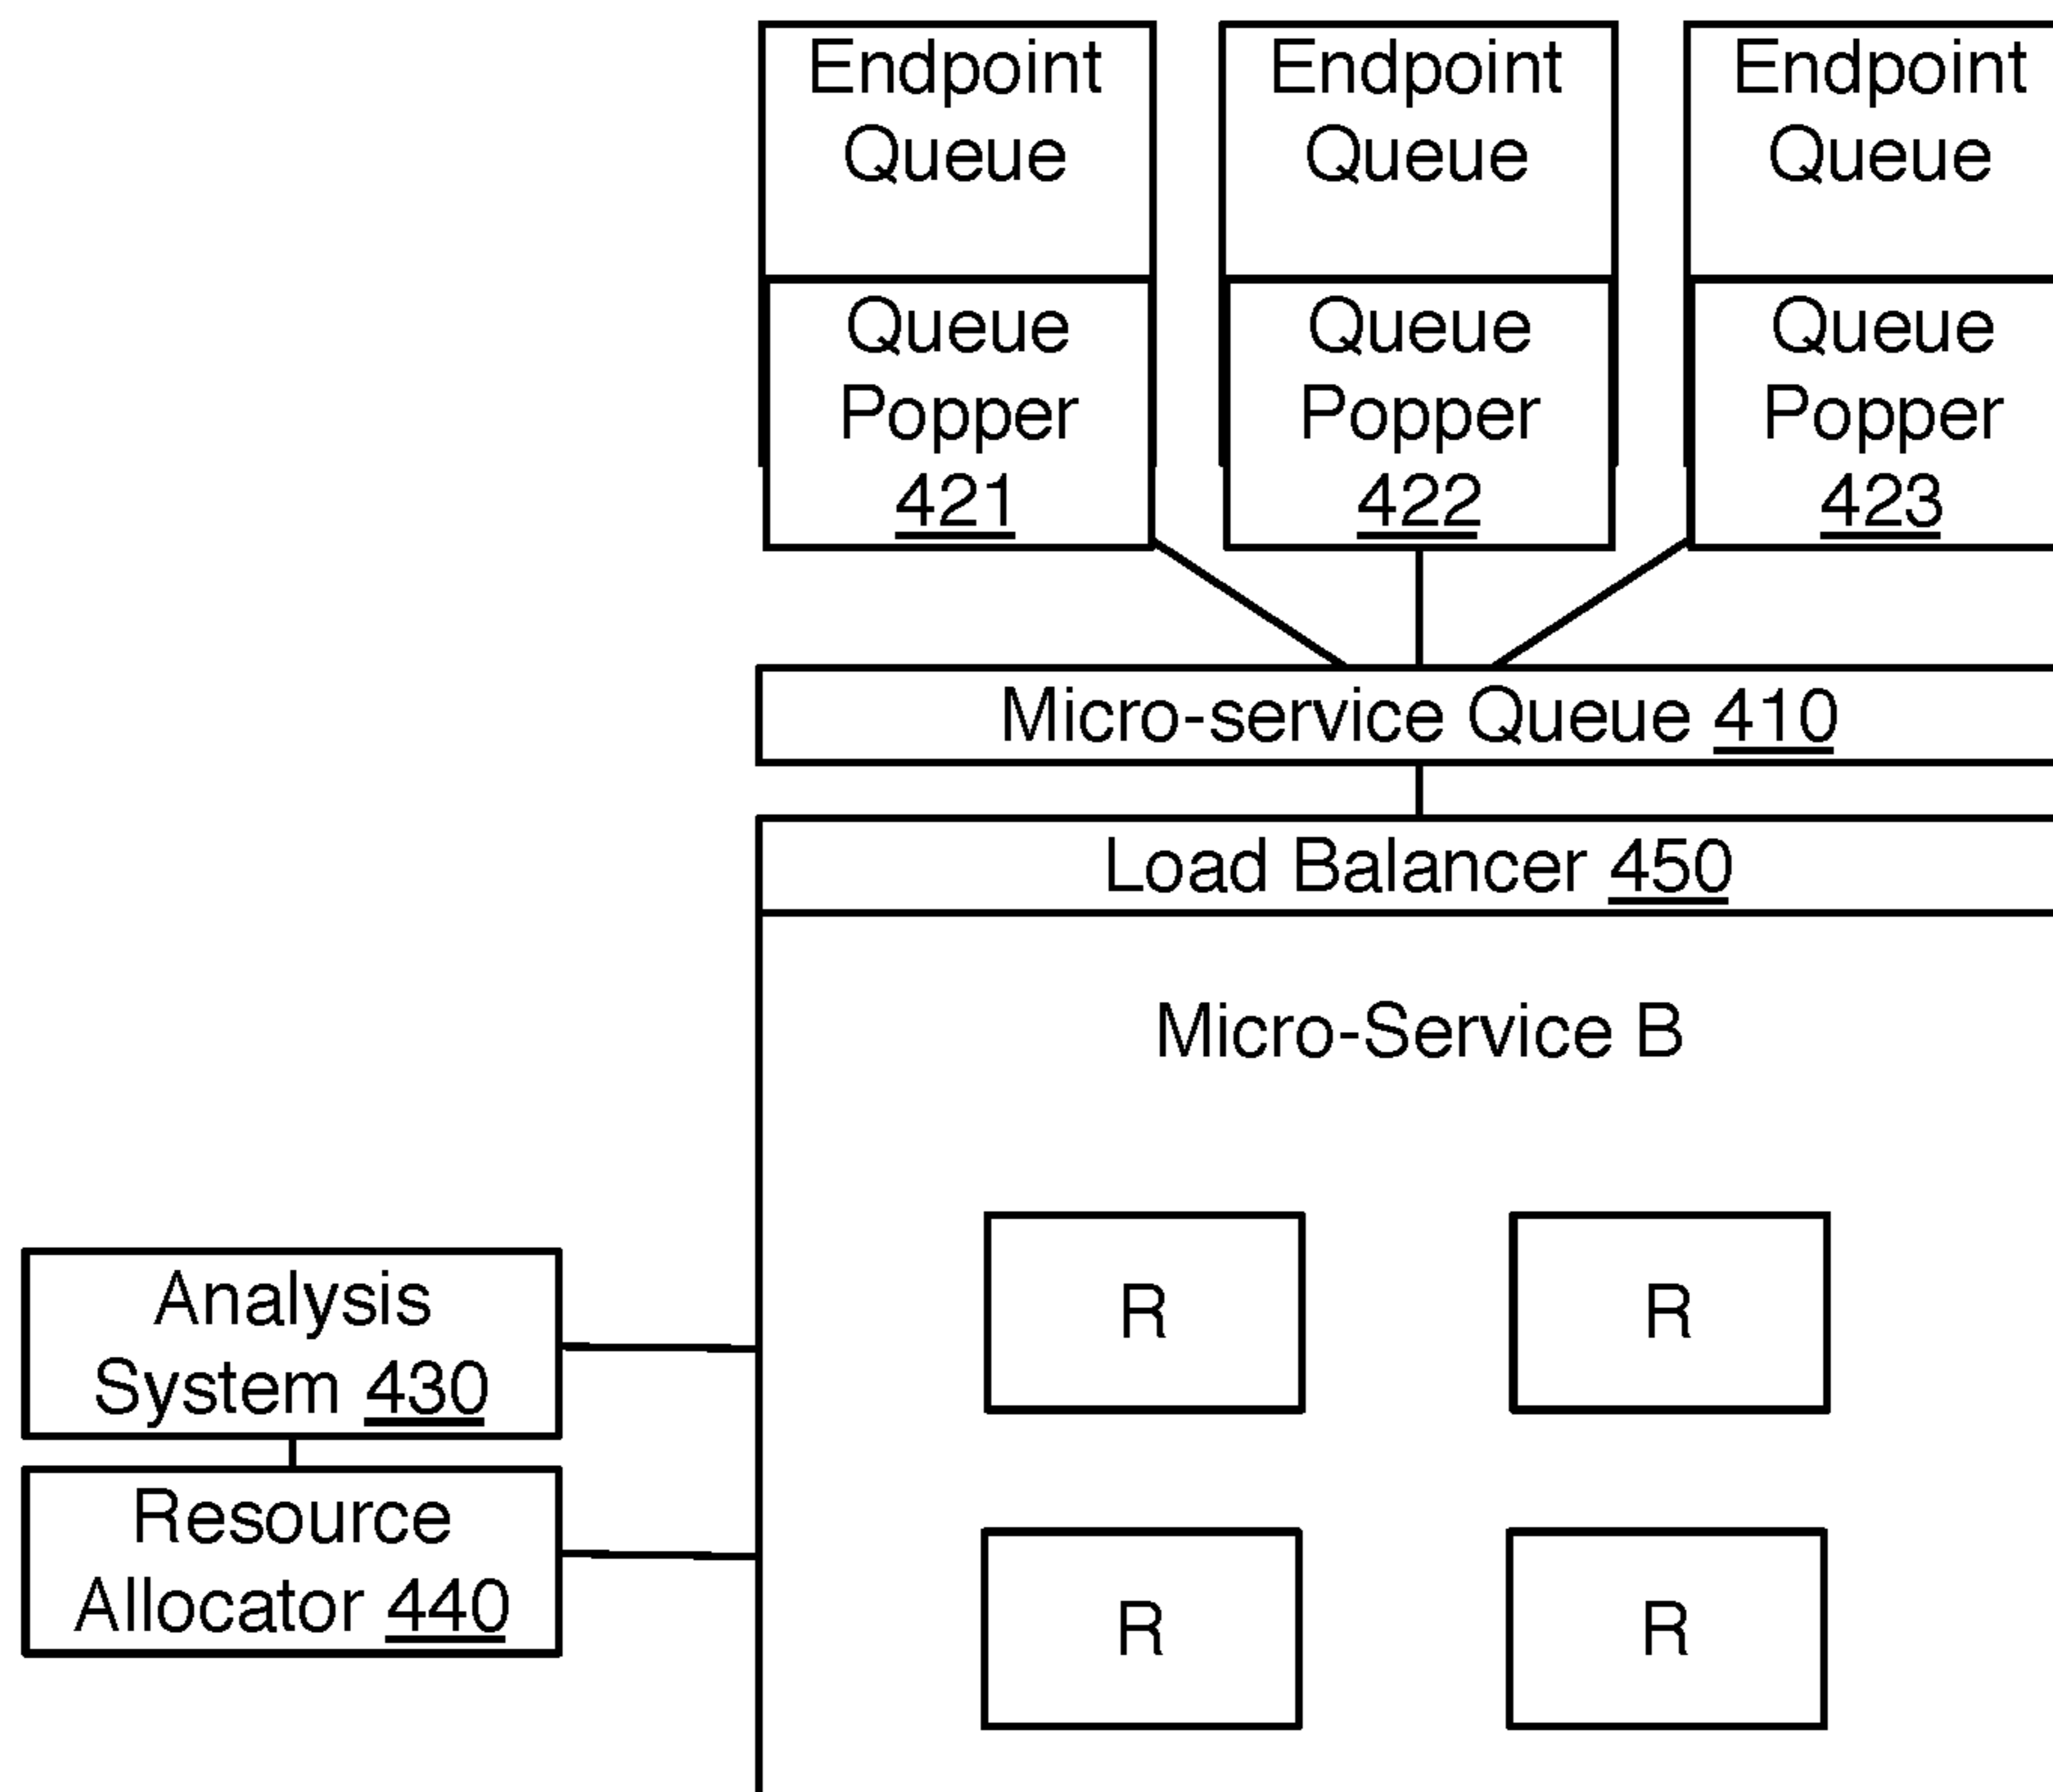 Endpoint
Queue
Endpoint
Queue
Endpoint
Queue
Queue
Popper
421
Queue
Popper
422
Queue
Popper
423
Micro-service Queue 410
Load Balancer 450
Micro-Service B
R
R
Analysis
System 430
Resource
Allocator 440
R
R